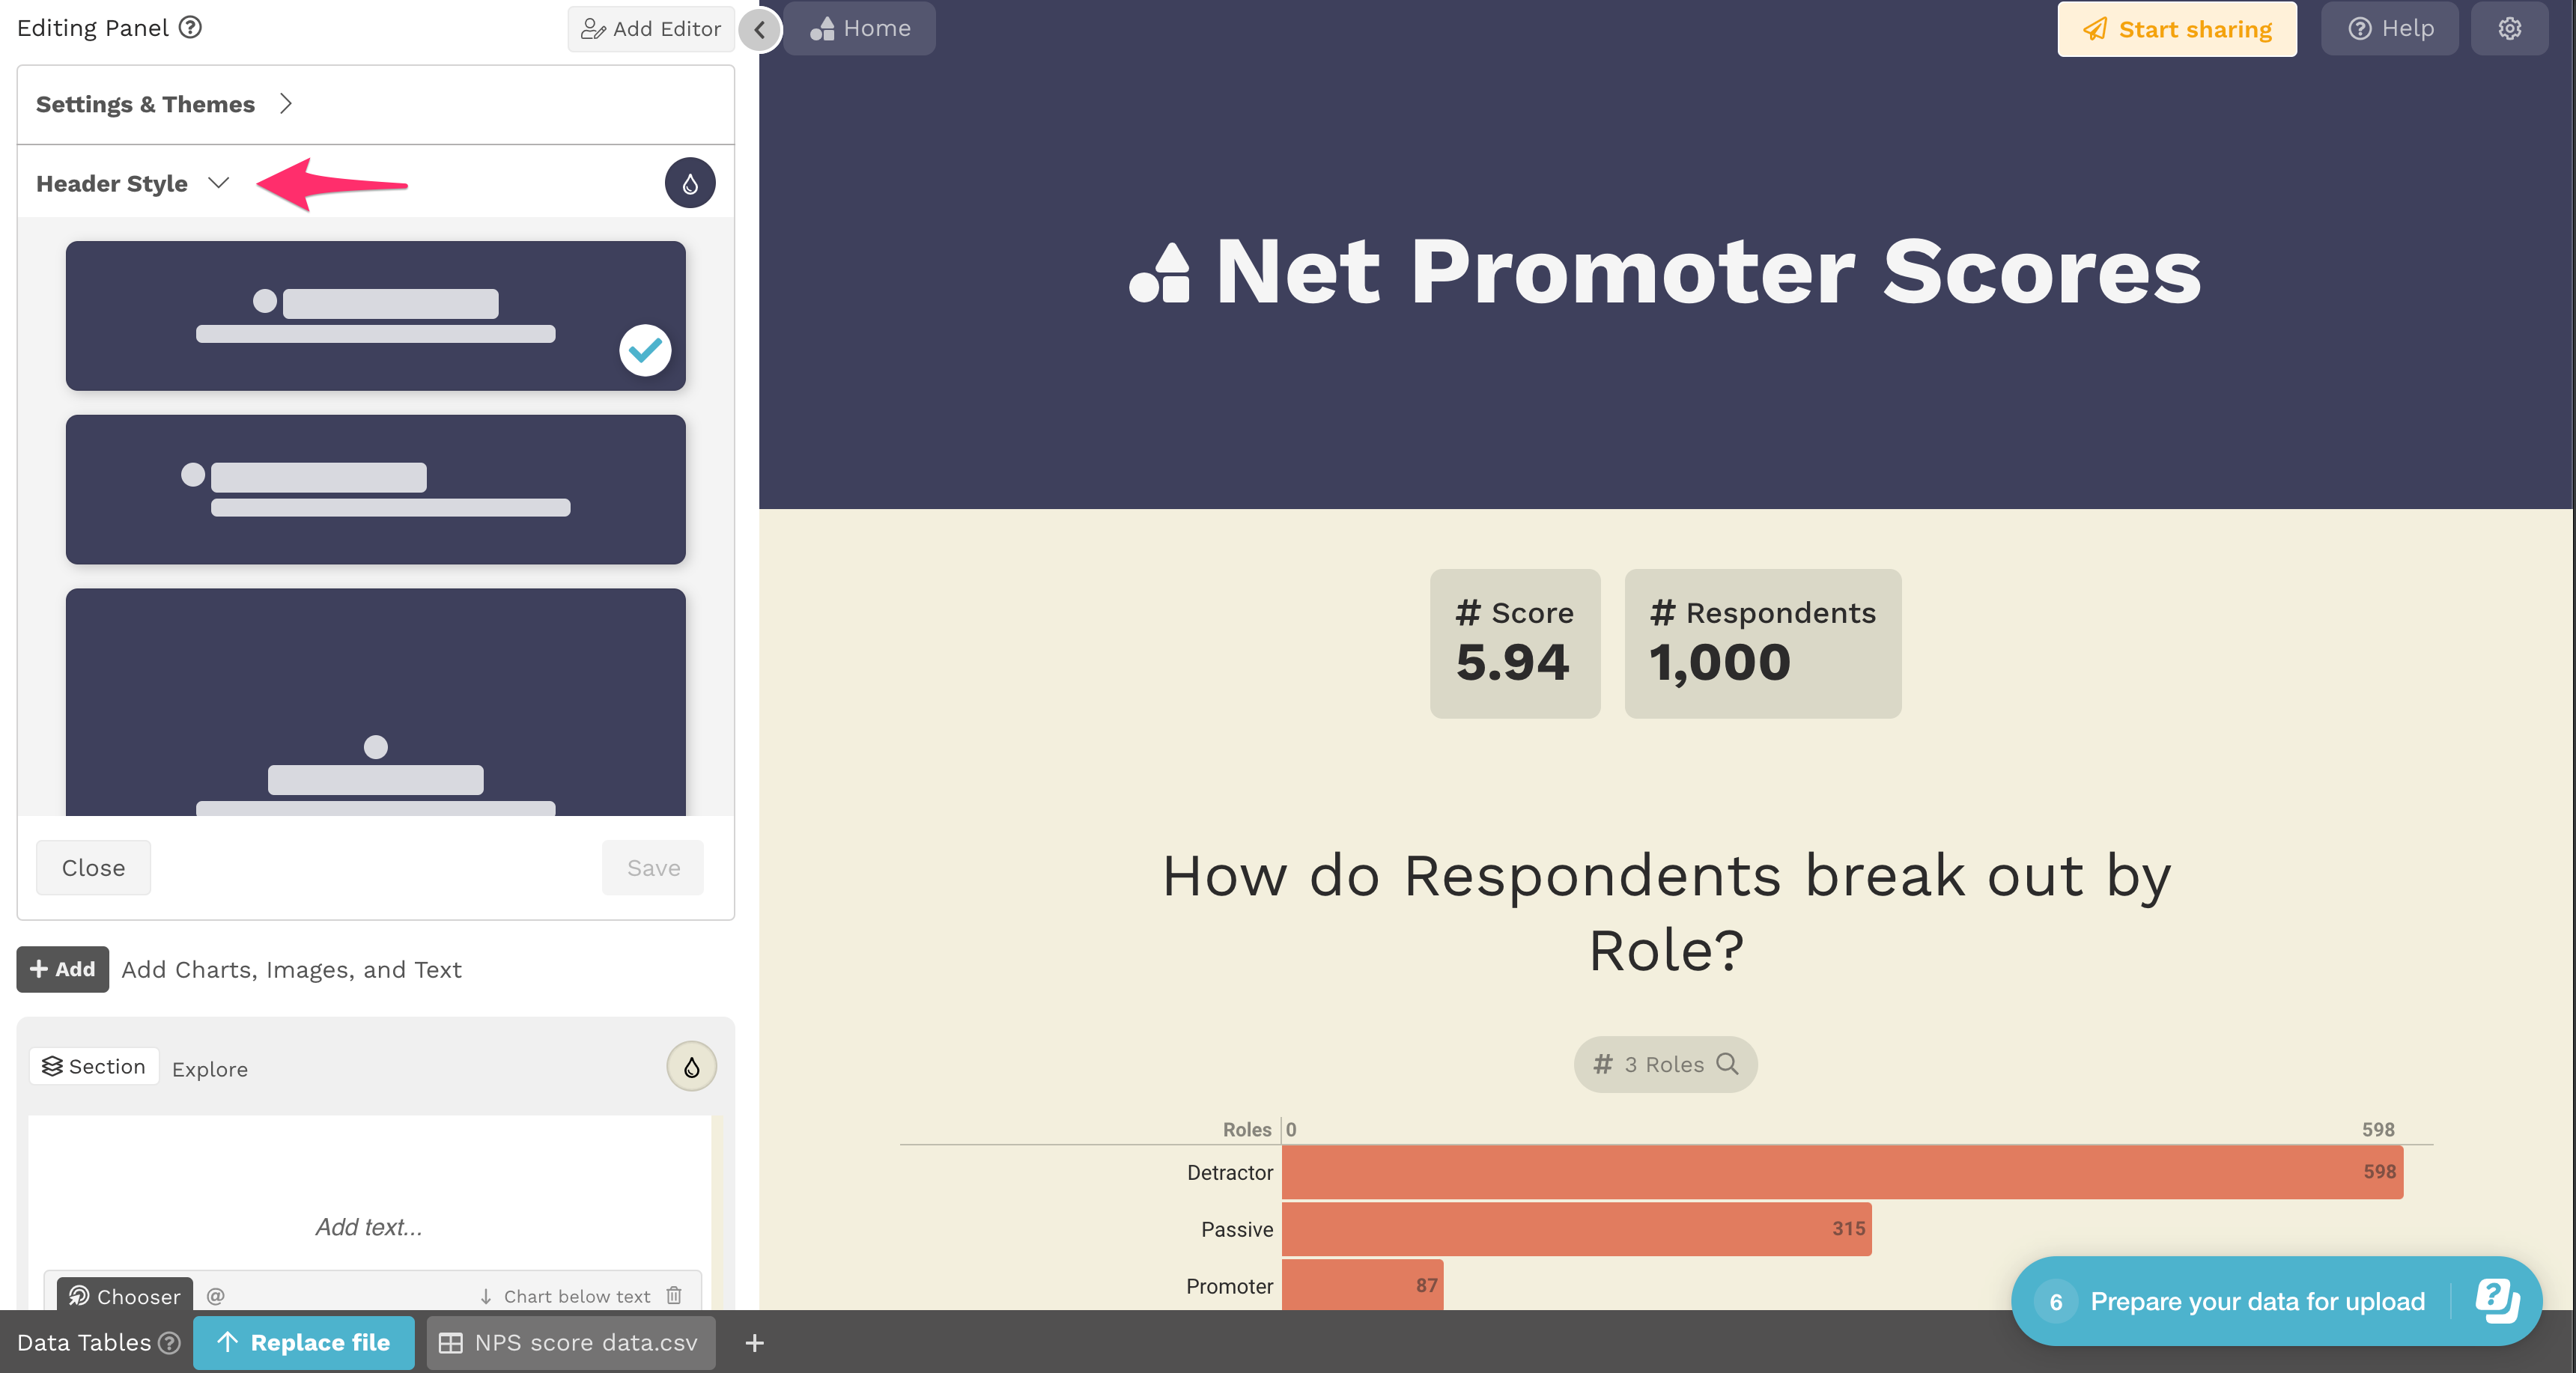 Editing Panel
Add Editor
Home
Start sharing
Help
Settings & Themes
Header Style
Net Promoter Scores
# Score
5.94
# Respondents
1,000
Close
Save
How do Respondents break out by
Role?
+ Add
Add Charts, Images, and Text
Section
Explore
# 3 Roles
Roles
0
598
Detractor
598
Add text...
Passive
315
Promoter
87
Chooser
@
↓ Chart below text
6
Prepare your data for upload
Data Tables
Replace file
NPS score data.csv
+